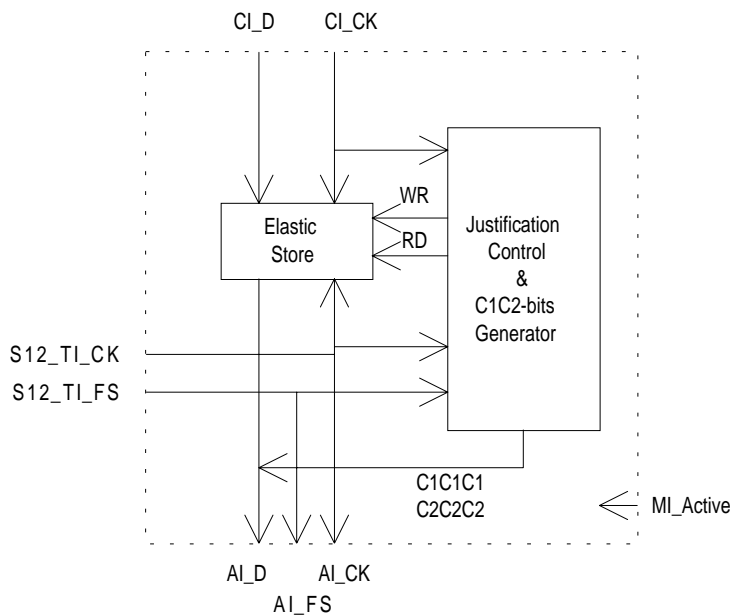 CI_D CI_CK
WR
Elastic
Store
RD
Justification
Control
&
C1C2-bits
Generator
S12_TI_CK
S12_TI_FS
C1C1C1
C2C2C2
MI_Active
AI_D AI_CK
AI_FS